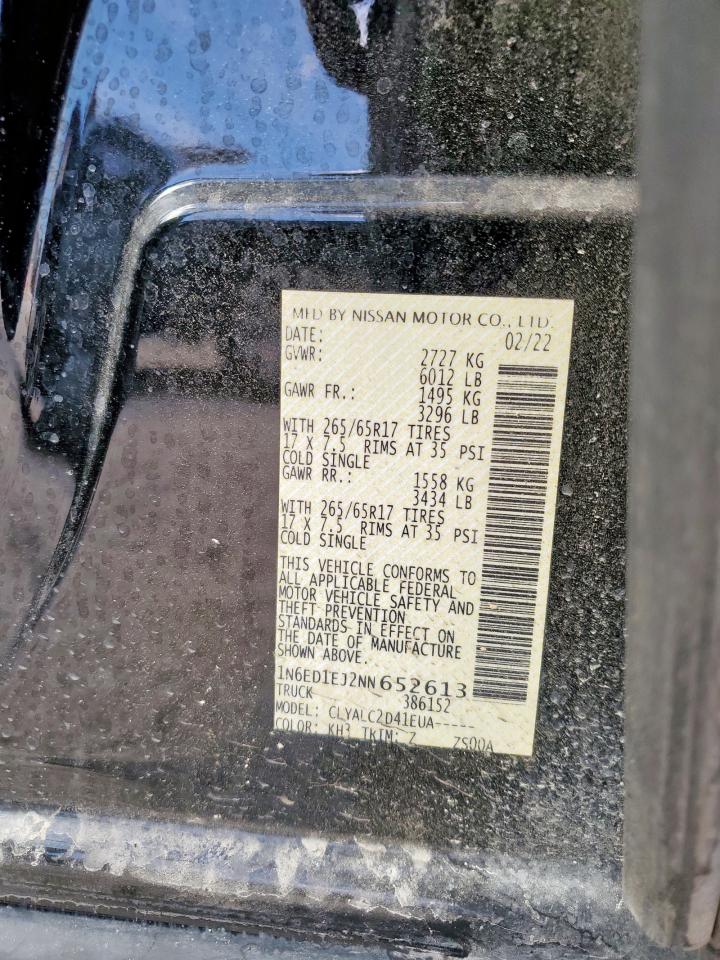 MFD BY NISSAN MOTOR CO., LTD.
DATE: 02/22
GVWR: 2727 KG
6012 LB
GAWR FR.: 1495 KG
3296 LB
WITH 265/65R17 TIRES
17 X 7.5 RIMS AT 35 PSI
COLD SINGLE
GAWR RR.: 1558 KG
3434 LB
WITH 265/65R17 TIRES
17 X 7.5 RIMS AT 35 PSI
COLD SINGLE
THIS VEHICLE CONFORMS TO
ALL APPLICABLE FEDERAL
MOTOR VEHICLE SAFETY AND
THEFT PREVENTION
STANDARDS IN EFFECT ON
THE DATE OF MANUFACTURE
SHOWN ABOVE.
1N6ED1EJ2NN652613
TRUCK 386152
MODEL: CLYALC2D41EUA-----
COLOR: KH3 TRIM: Z ZS00A